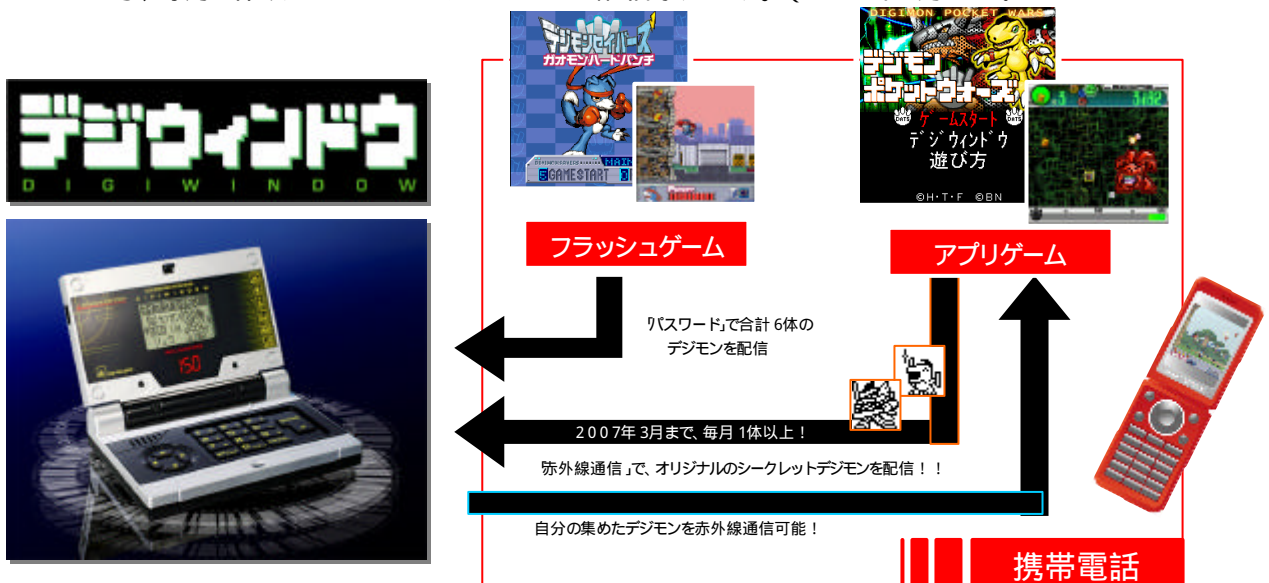 デジウィンドウ
DIGIWINDOW
150
デジモンセイバーズ
ガオモンハードパンチ
GAMESTART
フラッシュゲーム
DIGIMON POCKET WARS
デジモン
ポケットウォーズ
ゲームスタート
デジウィンドウ
遊び方
©H・T・F ©BN
アプリゲーム
「パスワード」で合計 6体の
デジモンを配信
2007年 3月まで、毎月 1体以上！
「赤外線通信」で、オリジナルのシークレットデジモンを配信！！
自分の集めたデジモンを赤外線通信可能！
携帯電話